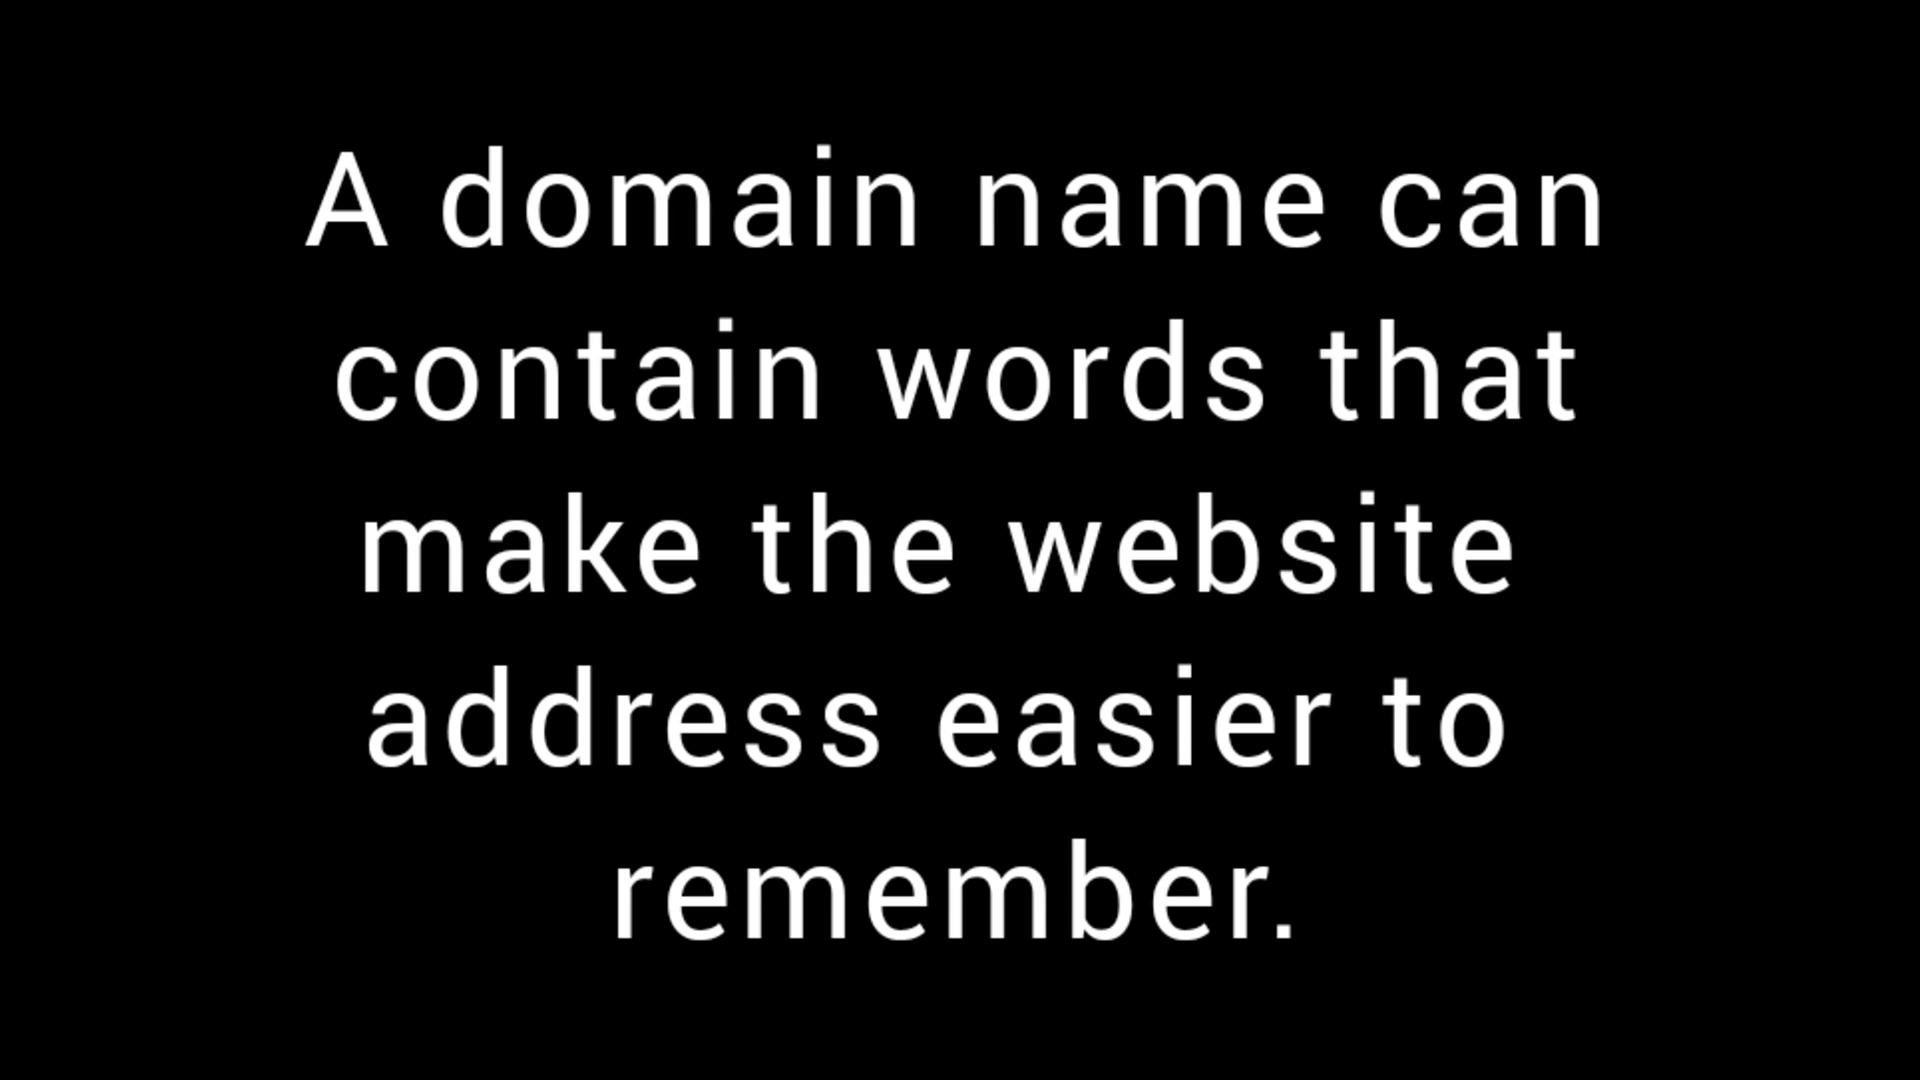 A domain name can
contain words that
make the website
address easier to
remember.